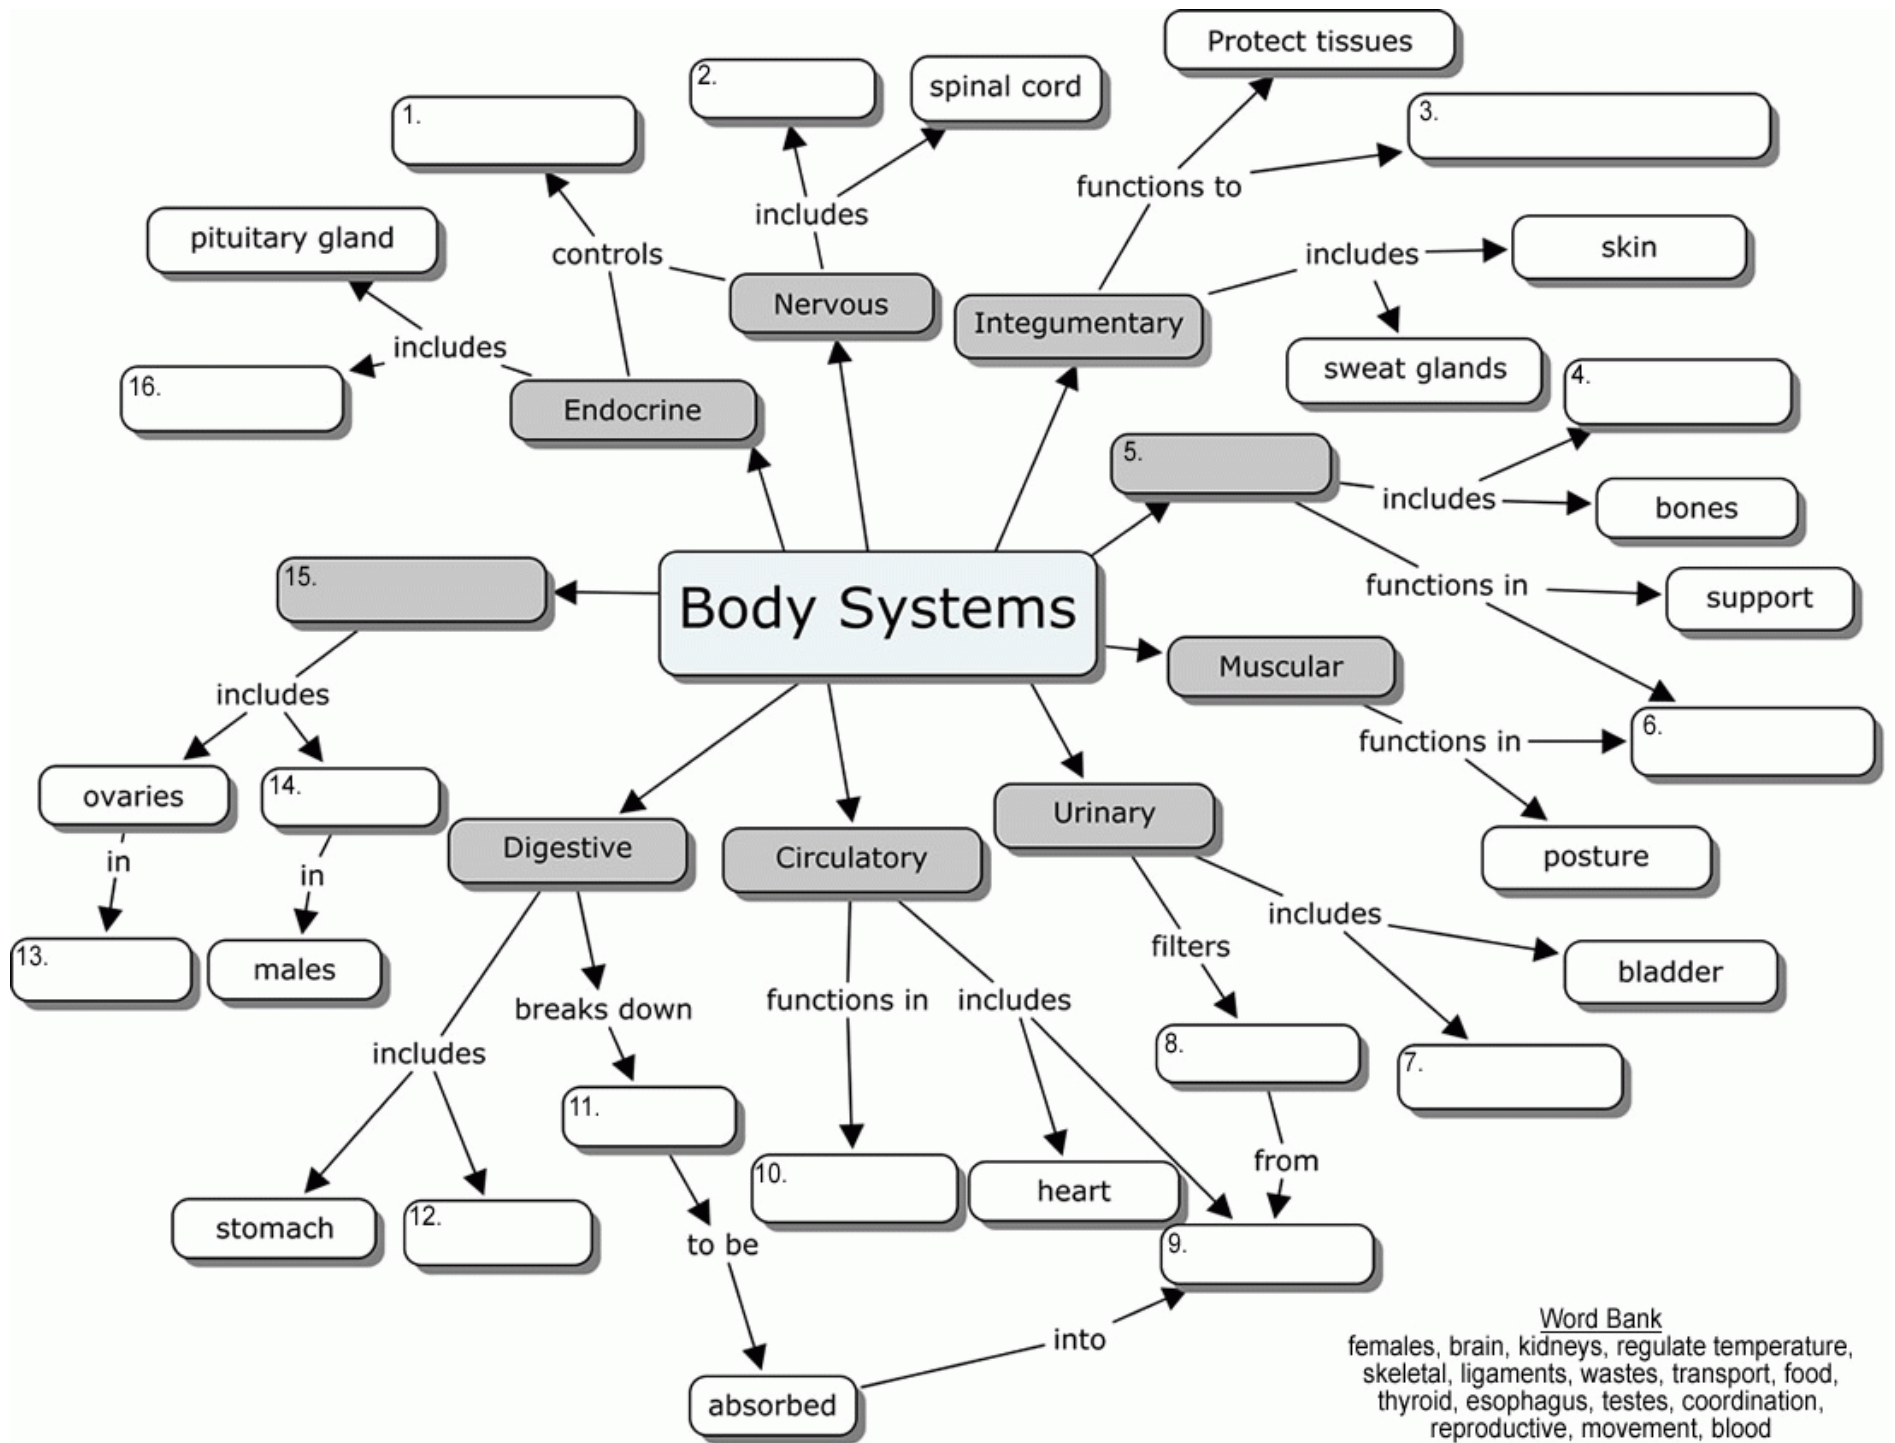 Protect tissues
2.
spinal cord
1.
3.
functions to
includes
pituitary gland
controls
includes
skin
Nervous
Integumentary
includes
sweat glands
16.
Endocrine
4.
5.
includes
bones
15.
Body Systems
functions in
support
Muscular
includes
6.
functions in
ovaries
14.
Urinary
Digestive
Circulatory
posture
in
in
includes
13.
males
filters
bladder
breaks down
functions in
includes
includes
8.
7.
11.
from
10.
heart
stomach
12.
to be
9.
into
absorbed
Word Bank
females, brain, kidneys, regulate temperature,
skeletal, ligaments, wastes, transport, food,
thyroid, esophagus, testes, coordination,
reproductive, movement, blood